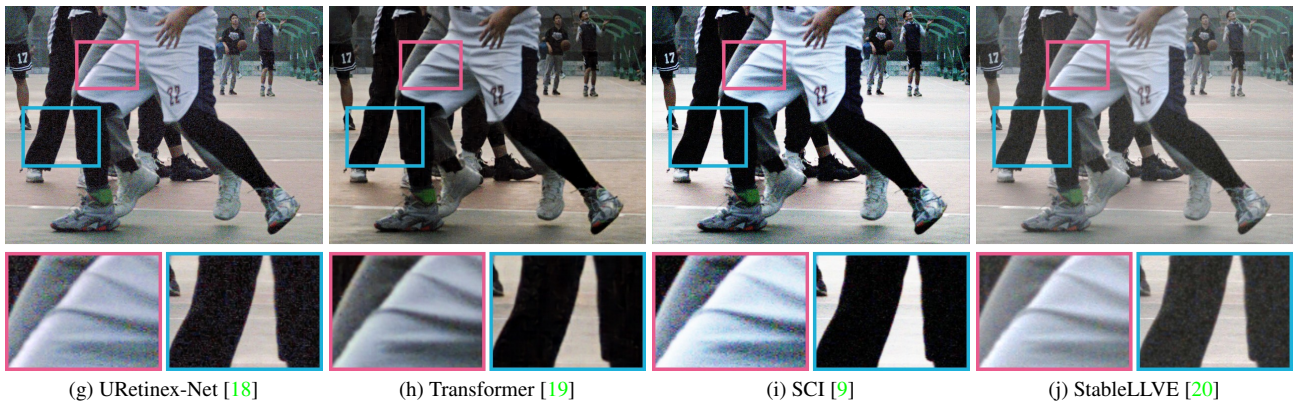 17
22
17
22
17
22
17
22
(g) URetinex-Net [18]
(h) Transformer [19]
(i) SCI [9]
(j) StableLLVE [20]